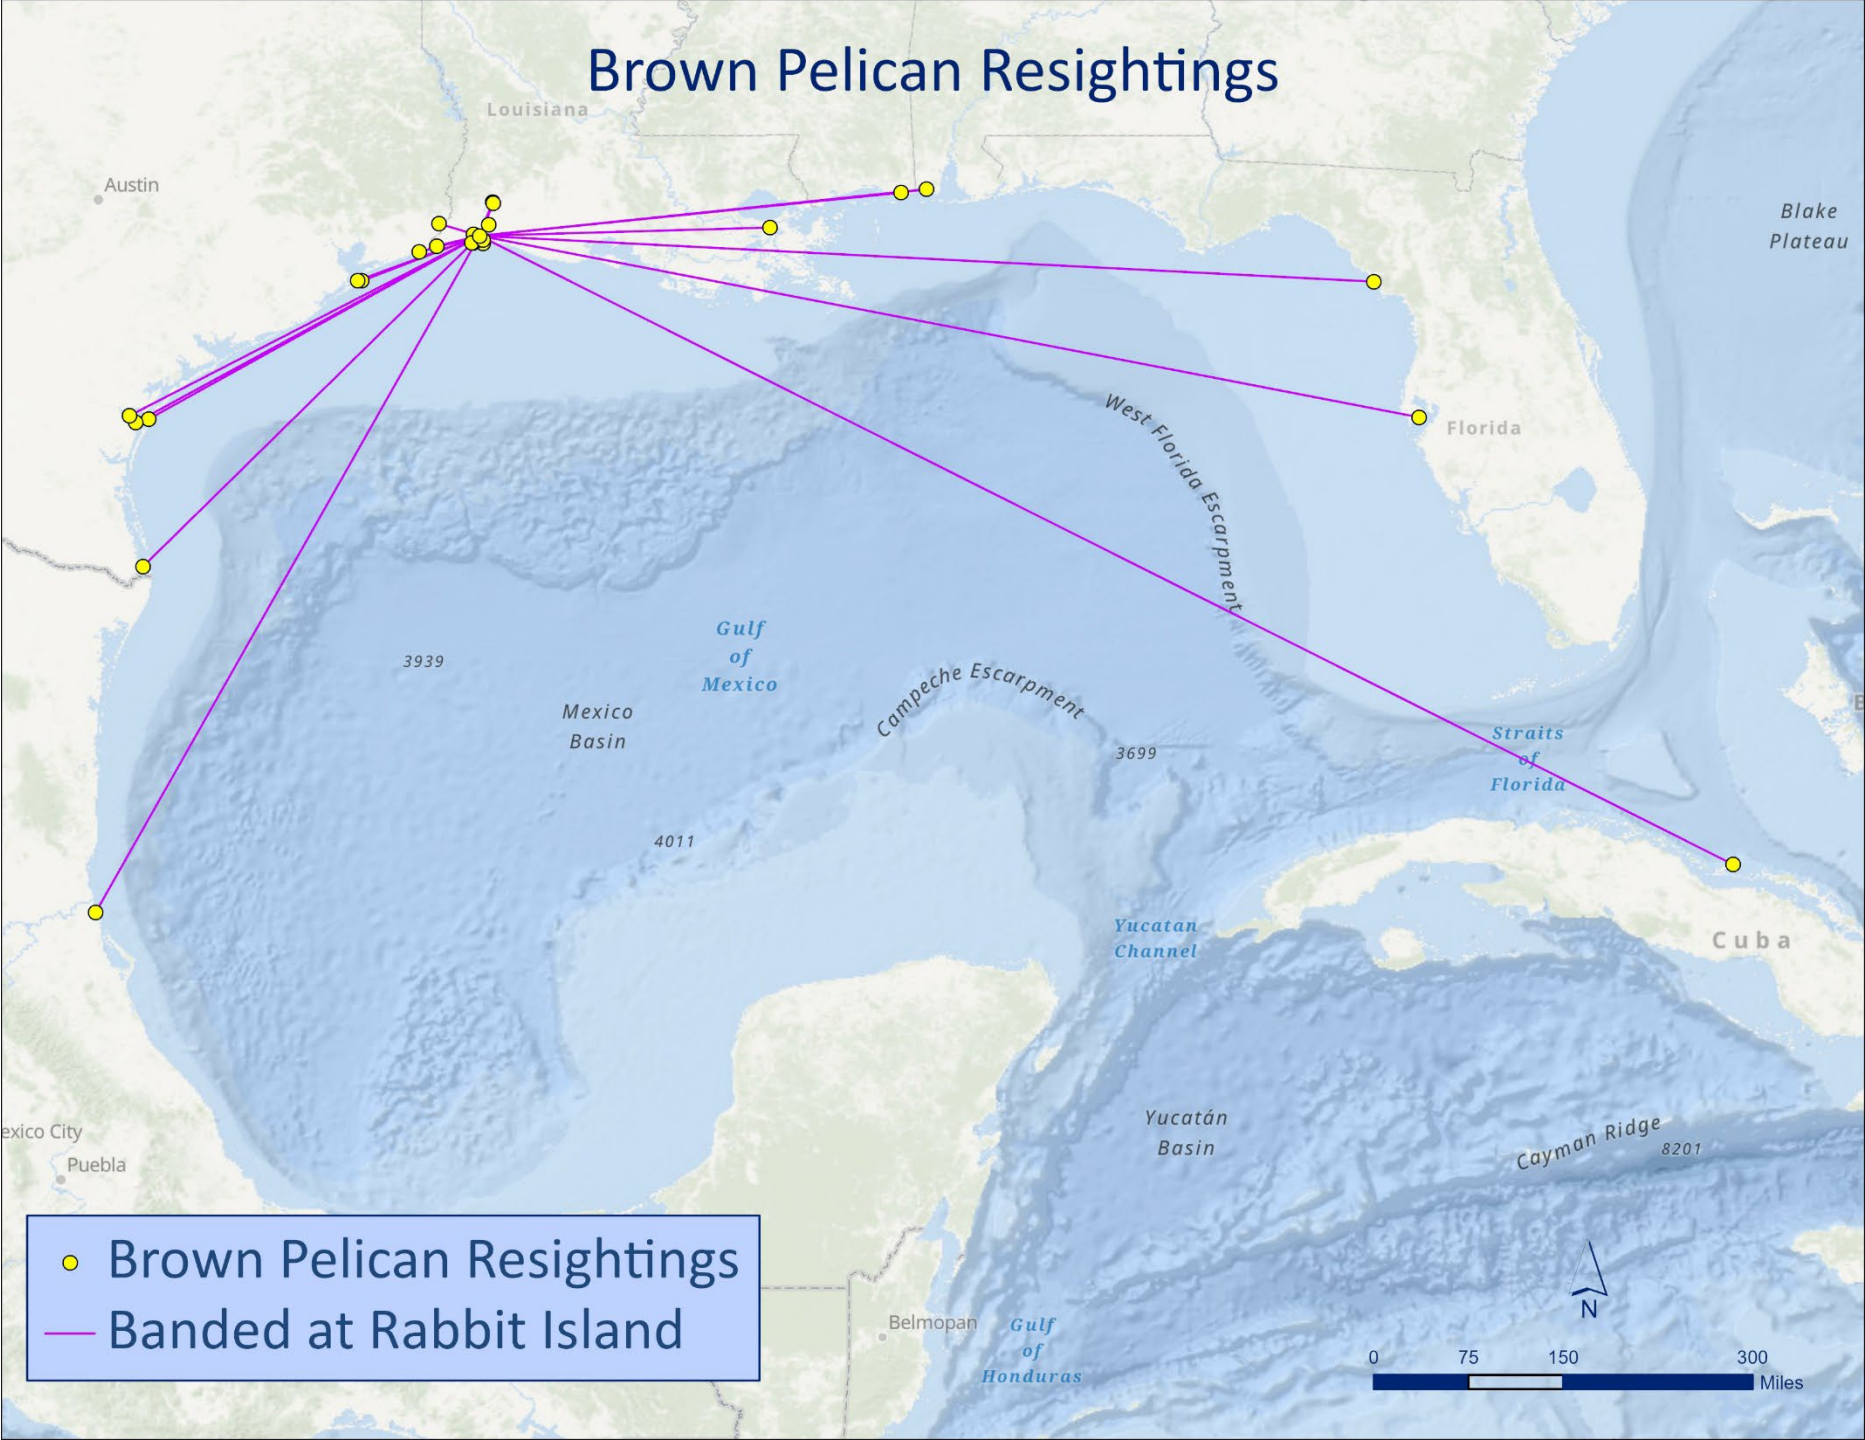 Brown Pelican Resightings
Louisiana
Austin
Blake
Plateau
West Florida Escarpment
Florida
Gulf
of
Mexico
3939
Mexico
Basin
Campeche Escarpment
3699
Straits
of
Florida
4011
Yucatan
Channel
Cuba
exico City
Puebla
Yucatán
Basin
Cayman Ridge
8201
Brown Pelican Resightings
Banded at Rabbit Island
Belmopan
Gulf
of
Honduras
N
0 75 150 300
Miles